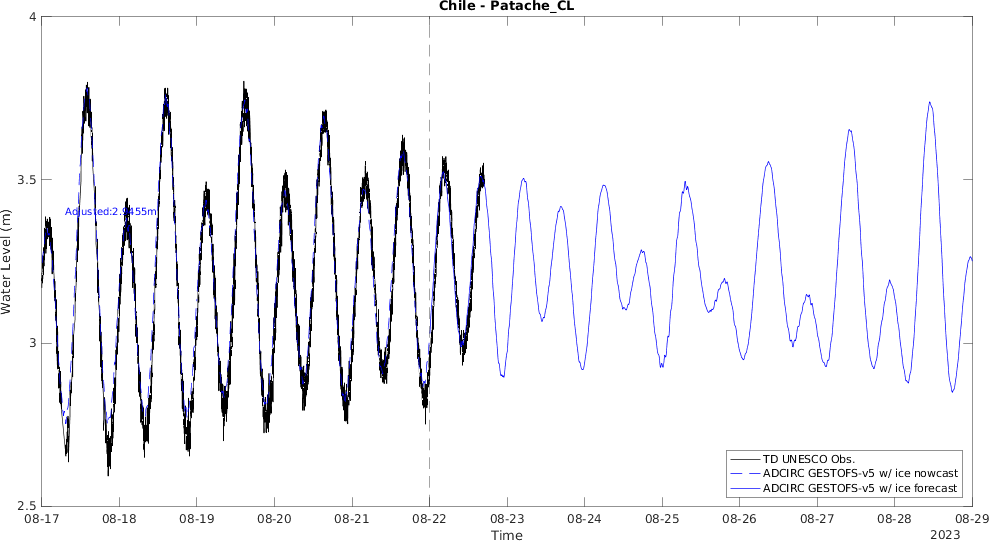 Chile - Patache_CL
4
3.5
3
2.5
Water Level (m)
Adjusted:2.9455m
TD UNESCO Obs.
ADCIRC GESTOFS-v5 w/ ice nowcast
ADCIRC GESTOFS-v5 w/ ice forecast
08-17 08-18 08-19 08-20 08-21 08-22 08-23 08-24 08-25 08-26 08-27 08-28 08-29
Time
2023